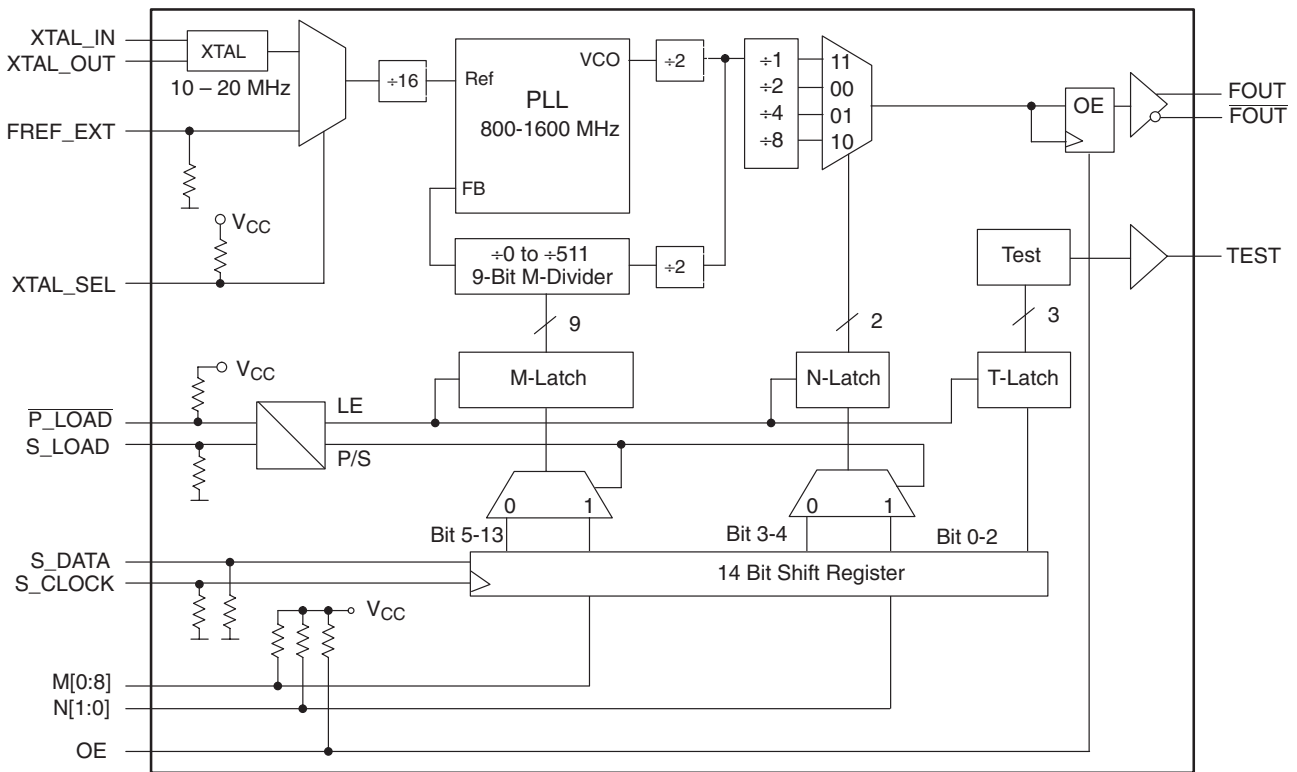 XTAL_IN
XTAL_OUT
XTAL
10 – 20 MHz
FREF_EXT
VCC
XTAL_SEL
÷16
Ref
VCO
PLL
800-1600 MHz
FB
÷2
÷0 to ÷511
9-Bit M-Divider
÷2
÷1
÷2
÷4
÷8
11
00
01
10
OE
FOUT
FOUT
Test
TEST
9
2
3
VCC
P_LOAD
S_LOAD
LE
P/S
M-Latch
N-Latch
T-Latch
0 1
0 1
Bit 5-13
Bit 3-4
Bit 0-2
S_DATA
S_CLOCK
14 Bit Shift Register
VCC
M[0:8]
N[1:0]
OE